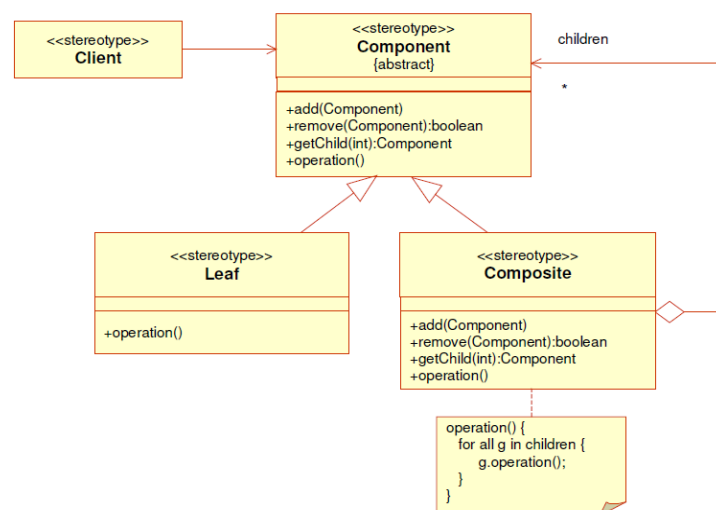 <<stereotype>>
Client
<<stereotype>>
Component
{abstract}
+add(Component)
+remove(Component):boolean
+getChild(int):Component
+operation()
children
*
<<stereotype>>
Leaf
+operation()
<<stereotype>>
Composite
+add(Component)
+remove(Component):boolean
+getChild(int):Component
+operation()
operation() {
for all g in children {
g.operation();
}
}